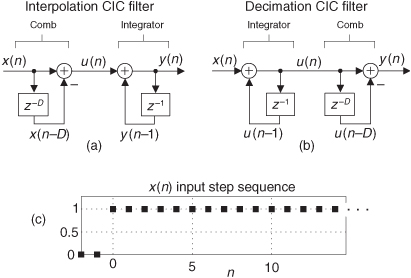 Interpolation CIC filter
Decimation CIC filter
Comb
Integrator
Integrator
Comb
x(n)
u(n)
y(n)
x(n)
u(n)
y(n)
+
+
+
+
−
−
z⁻ᴰ
z⁻¹
z⁻¹
z⁻ᴰ
x(n–D)
y(n–1)
u(n–1)
u(n–D)
(a)
(b)
x(n) input step sequence
(c)
1
0.5
0
0
5
10
n